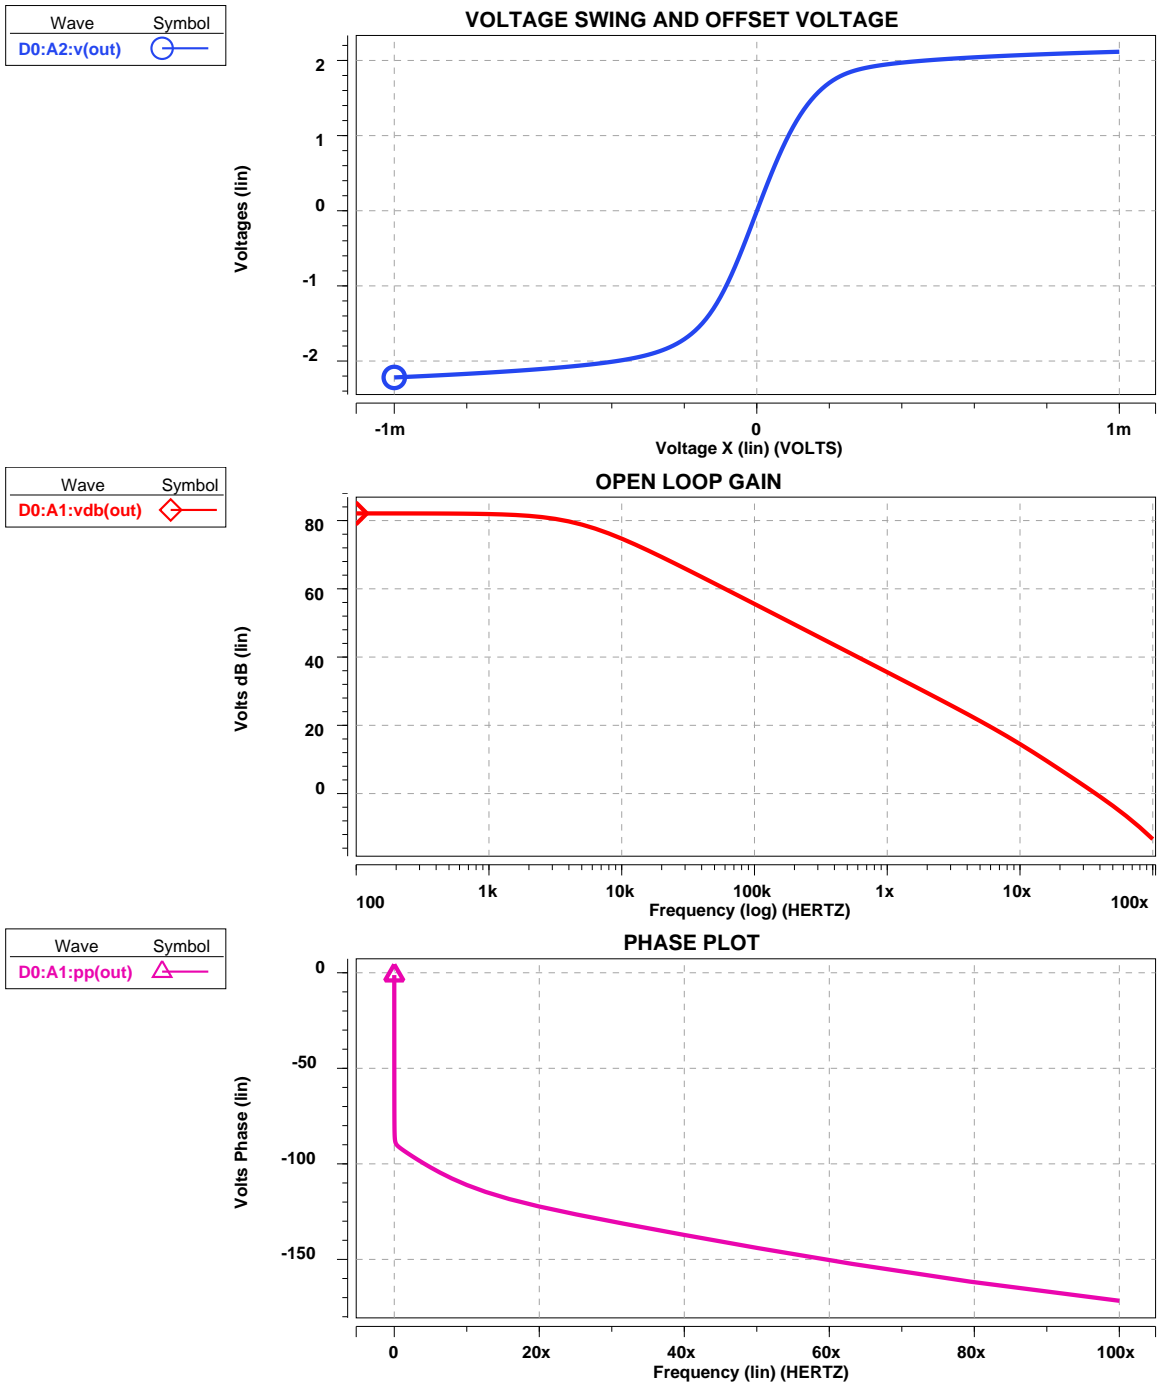 Wave Symbol
D0:A2:v(out)
VOLTAGE SWING AND OFFSET VOLTAGE
Voltages (lin)
2
1
0
-1
-2
-1m 0 1m
Voltage X (lin) (VOLTS)
Wave Symbol
D0:A1:vdb(out)
OPEN LOOP GAIN
Volts dB (lin)
80
60
40
20
0
100 1k 10k 100k 1x 10x 100x
Frequency (log) (HERTZ)
Wave Symbol
D0:A1:pp(out)
PHASE PLOT
Volts Phase (lin)
0
-50
-100
-150
0 20x 40x 60x 80x 100x
Frequency (lin) (HERTZ)